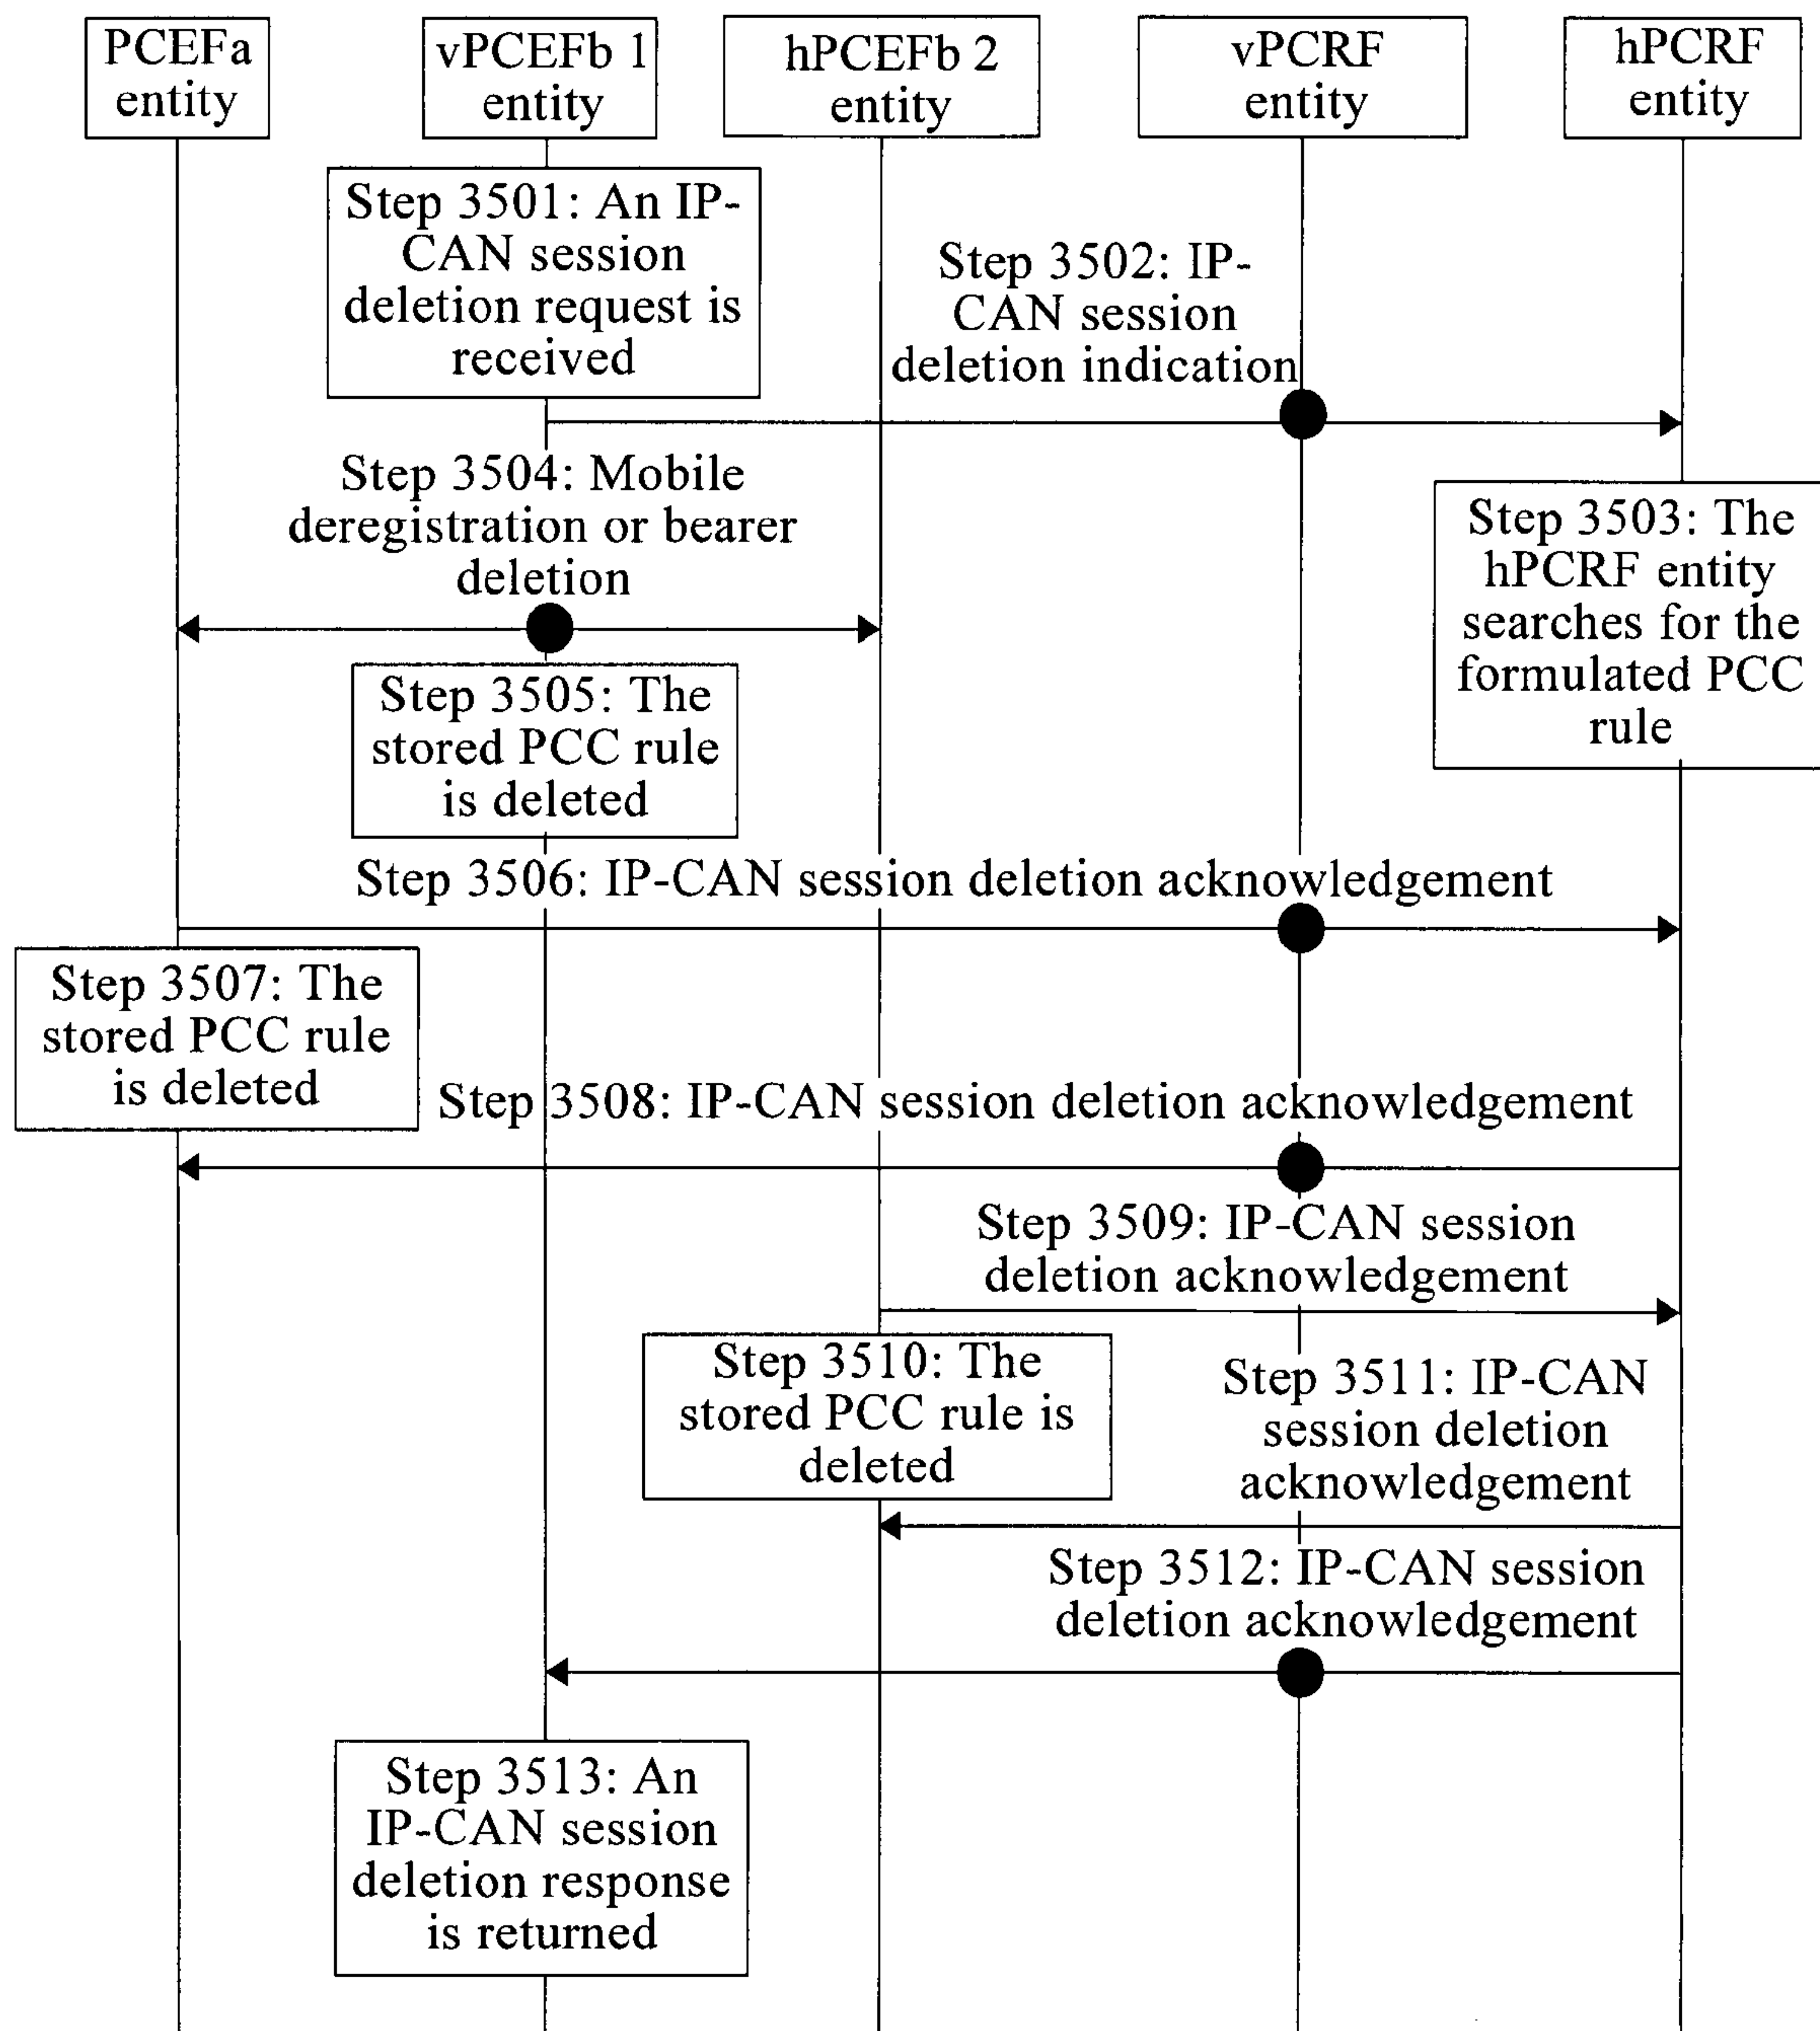 PCEFa
entity
vPCEFb 1
entity
hPCEFb 2
entity
vPCRF
entity
hPCRF
entity
Step 3501: An IP-
CAN session
deletion request is
received
Step 3502: IP-
CAN session
deletion indication
Step 3503: The
hPCRF entity
searches for the
formulated PCC
rule
Step 3504: Mobile
deregistration or bearer
deletion
Step 3505: The
stored PCC rule
is deleted
Step 3506: IP-CAN session deletion acknowledgement
Step 3507: The
stored PCC rule
is deleted
Step 3508: IP-CAN session deletion acknowledgement
Step 3509: IP-CAN session
deletion acknowledgement
Step 3510: The
stored PCC rule is
deleted
Step 3511: IP-CAN
session deletion
acknowledgement
Step 3512: IP-CAN session
deletion acknowledgement
Step 3513: An
IP-CAN session
deletion response
is returned